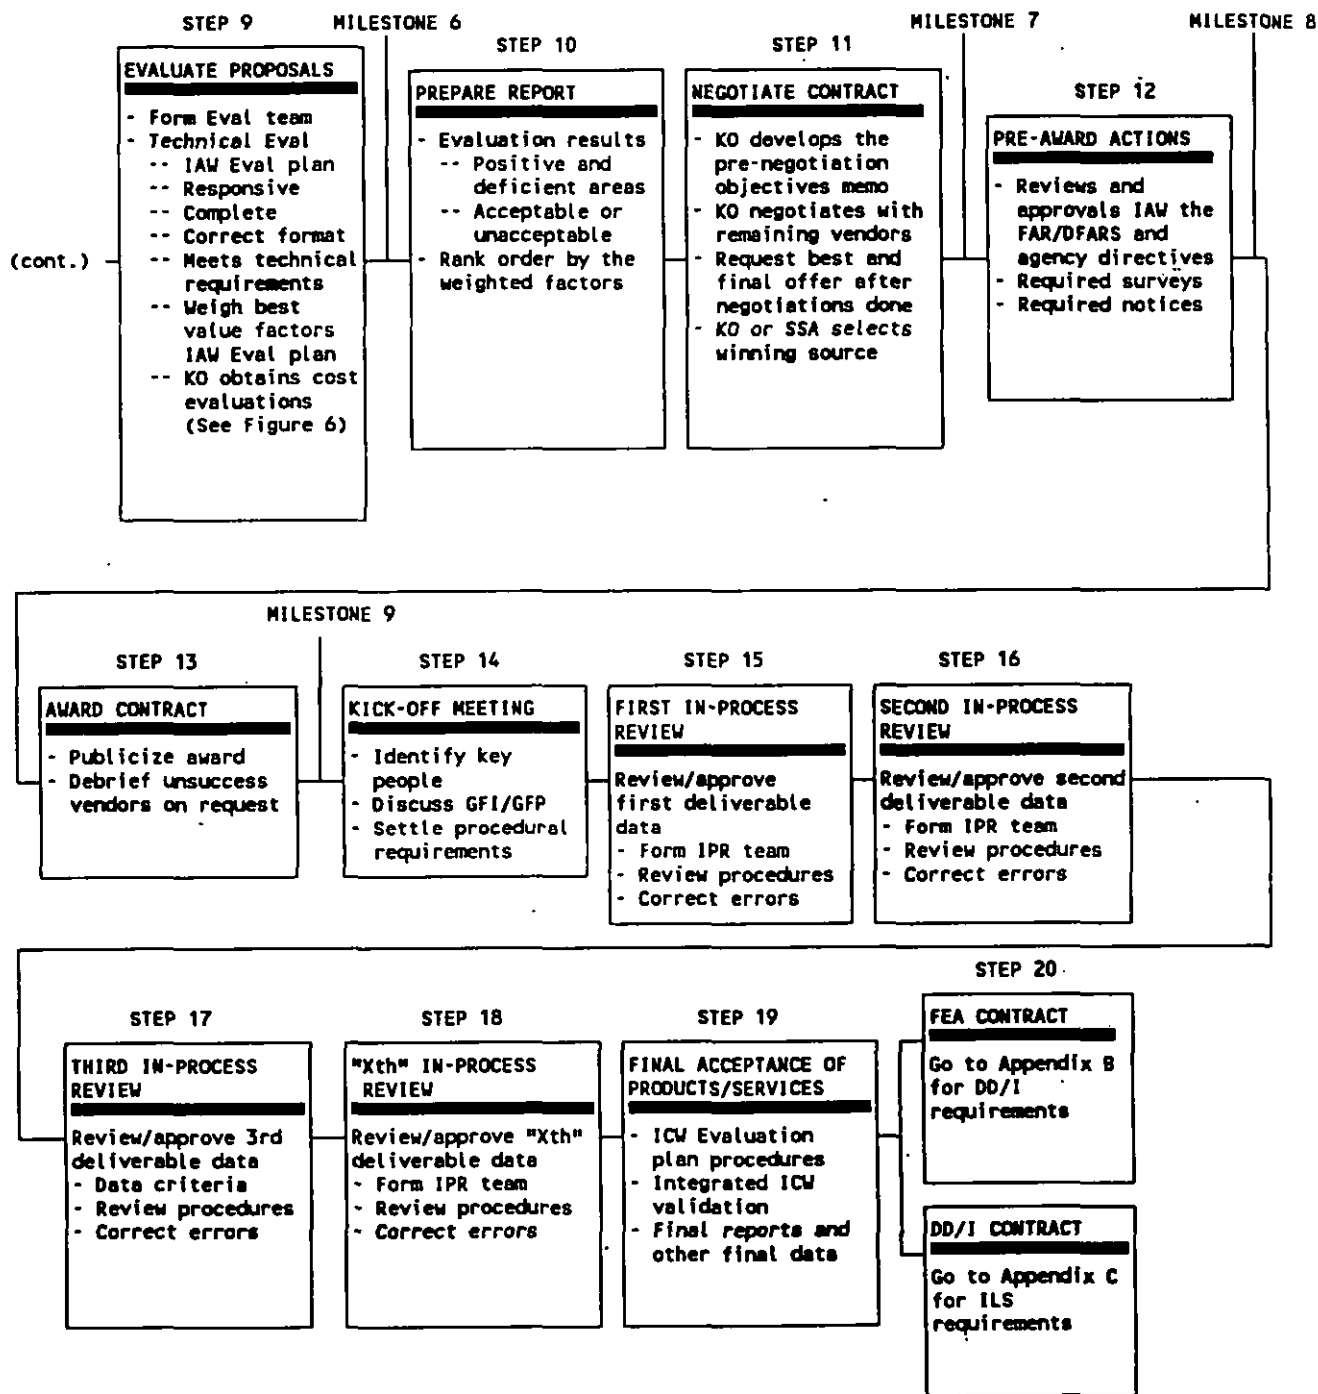 STEP 9
MILESTONE 6
EVALUATE PROPOSALS
- Form Eval team
- Technical Eval
-- IAW Eval plan
-- Responsive
-- Complete
-- Correct format
-- Meets technical
requirements
-- Weigh best
value factors
IAW Eval plan
-- KO obtains cost
evaluations
(See Figure 6)
(cont.)
STEP 10
PREPARE REPORT
- Evaluation results
-- Positive and
deficient areas
-- Acceptable or
unacceptable
- Rank order by the
weighted factors
STEP 11
NEGOTIATE CONTRACT
- KO develops the
pre-negotiation
objectives memo
- KO negotiates with
remaining vendors
- Request best and
final offer after
negotiations done
- KO or SSA selects
winning source
MILESTONE 7
STEP 12
PRE-AWARD ACTIONS
- Reviews and
approvals IAW the
FAR/DFARS and
agency directives
- Required surveys
- Required notices
MILESTONE 8
STEP 13
AWARD CONTRACT
- Publicize award
- Debrief unsuccess
vendors on request
MILESTONE 9
STEP 14
KICK-OFF MEETING
- Identify key
people
- Discuss GFI/GFP
- Settle procedural
requirements
STEP 15
FIRST IN-PROCESS
REVIEW
Review/approve
first deliverable
data
- Form IPR team
- Review procedures
- Correct errors
STEP 16
SECOND IN-PROCESS
REVIEW
Review/approve second
deliverable data
- Form IPR team
- Review procedures
- Correct errors
STEP 17
THIRD IN-PROCESS
REVIEW
Review/approve 3rd
deliverable data
- Data criteria
- Review procedures
- Correct errors
STEP 18
"Xth" IN-PROCESS
REVIEW
Review/approve "Xth"
deliverable data
- Form IPR team
- Review procedures
- Correct errors
STEP 19
FINAL ACCEPTANCE OF
PRODUCTS/SERVICES
- ICW Evaluation
plan procedures
- Integrated ICW
validation
- Final reports and
other final data
STEP 20
FEA CONTRACT
Go to Appendix B
for DD/I
requirements
DD/I CONTRACT
Go to Appendix C
for ILS
requirements